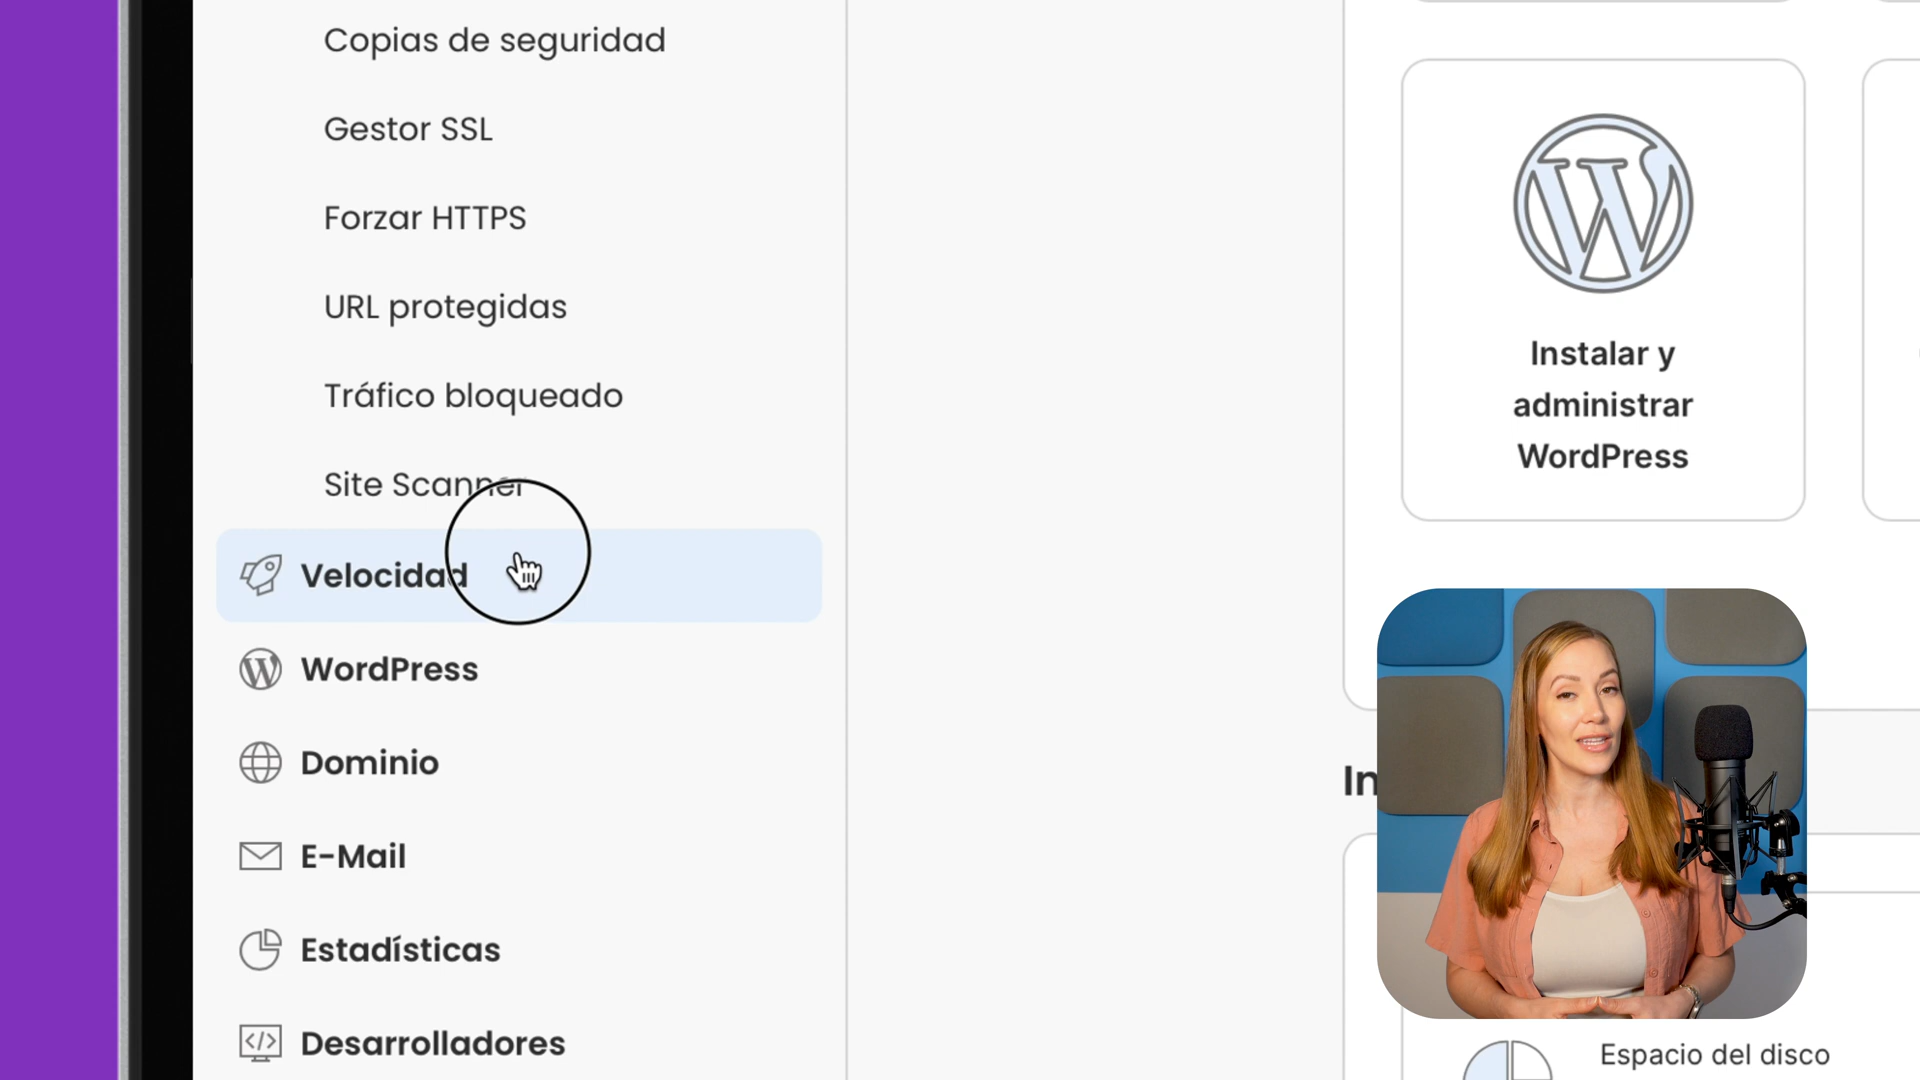 Copias de seguridad
Gestor SSL
Forzar HTTPS
URL protegidas
Tráfico bloqueado
Site Scanner
Velocidad
WordPress
Dominio
E-Mail
Estadísticas
Desarrolladores
Instalar y
administrar
WordPress
Espacio del disco